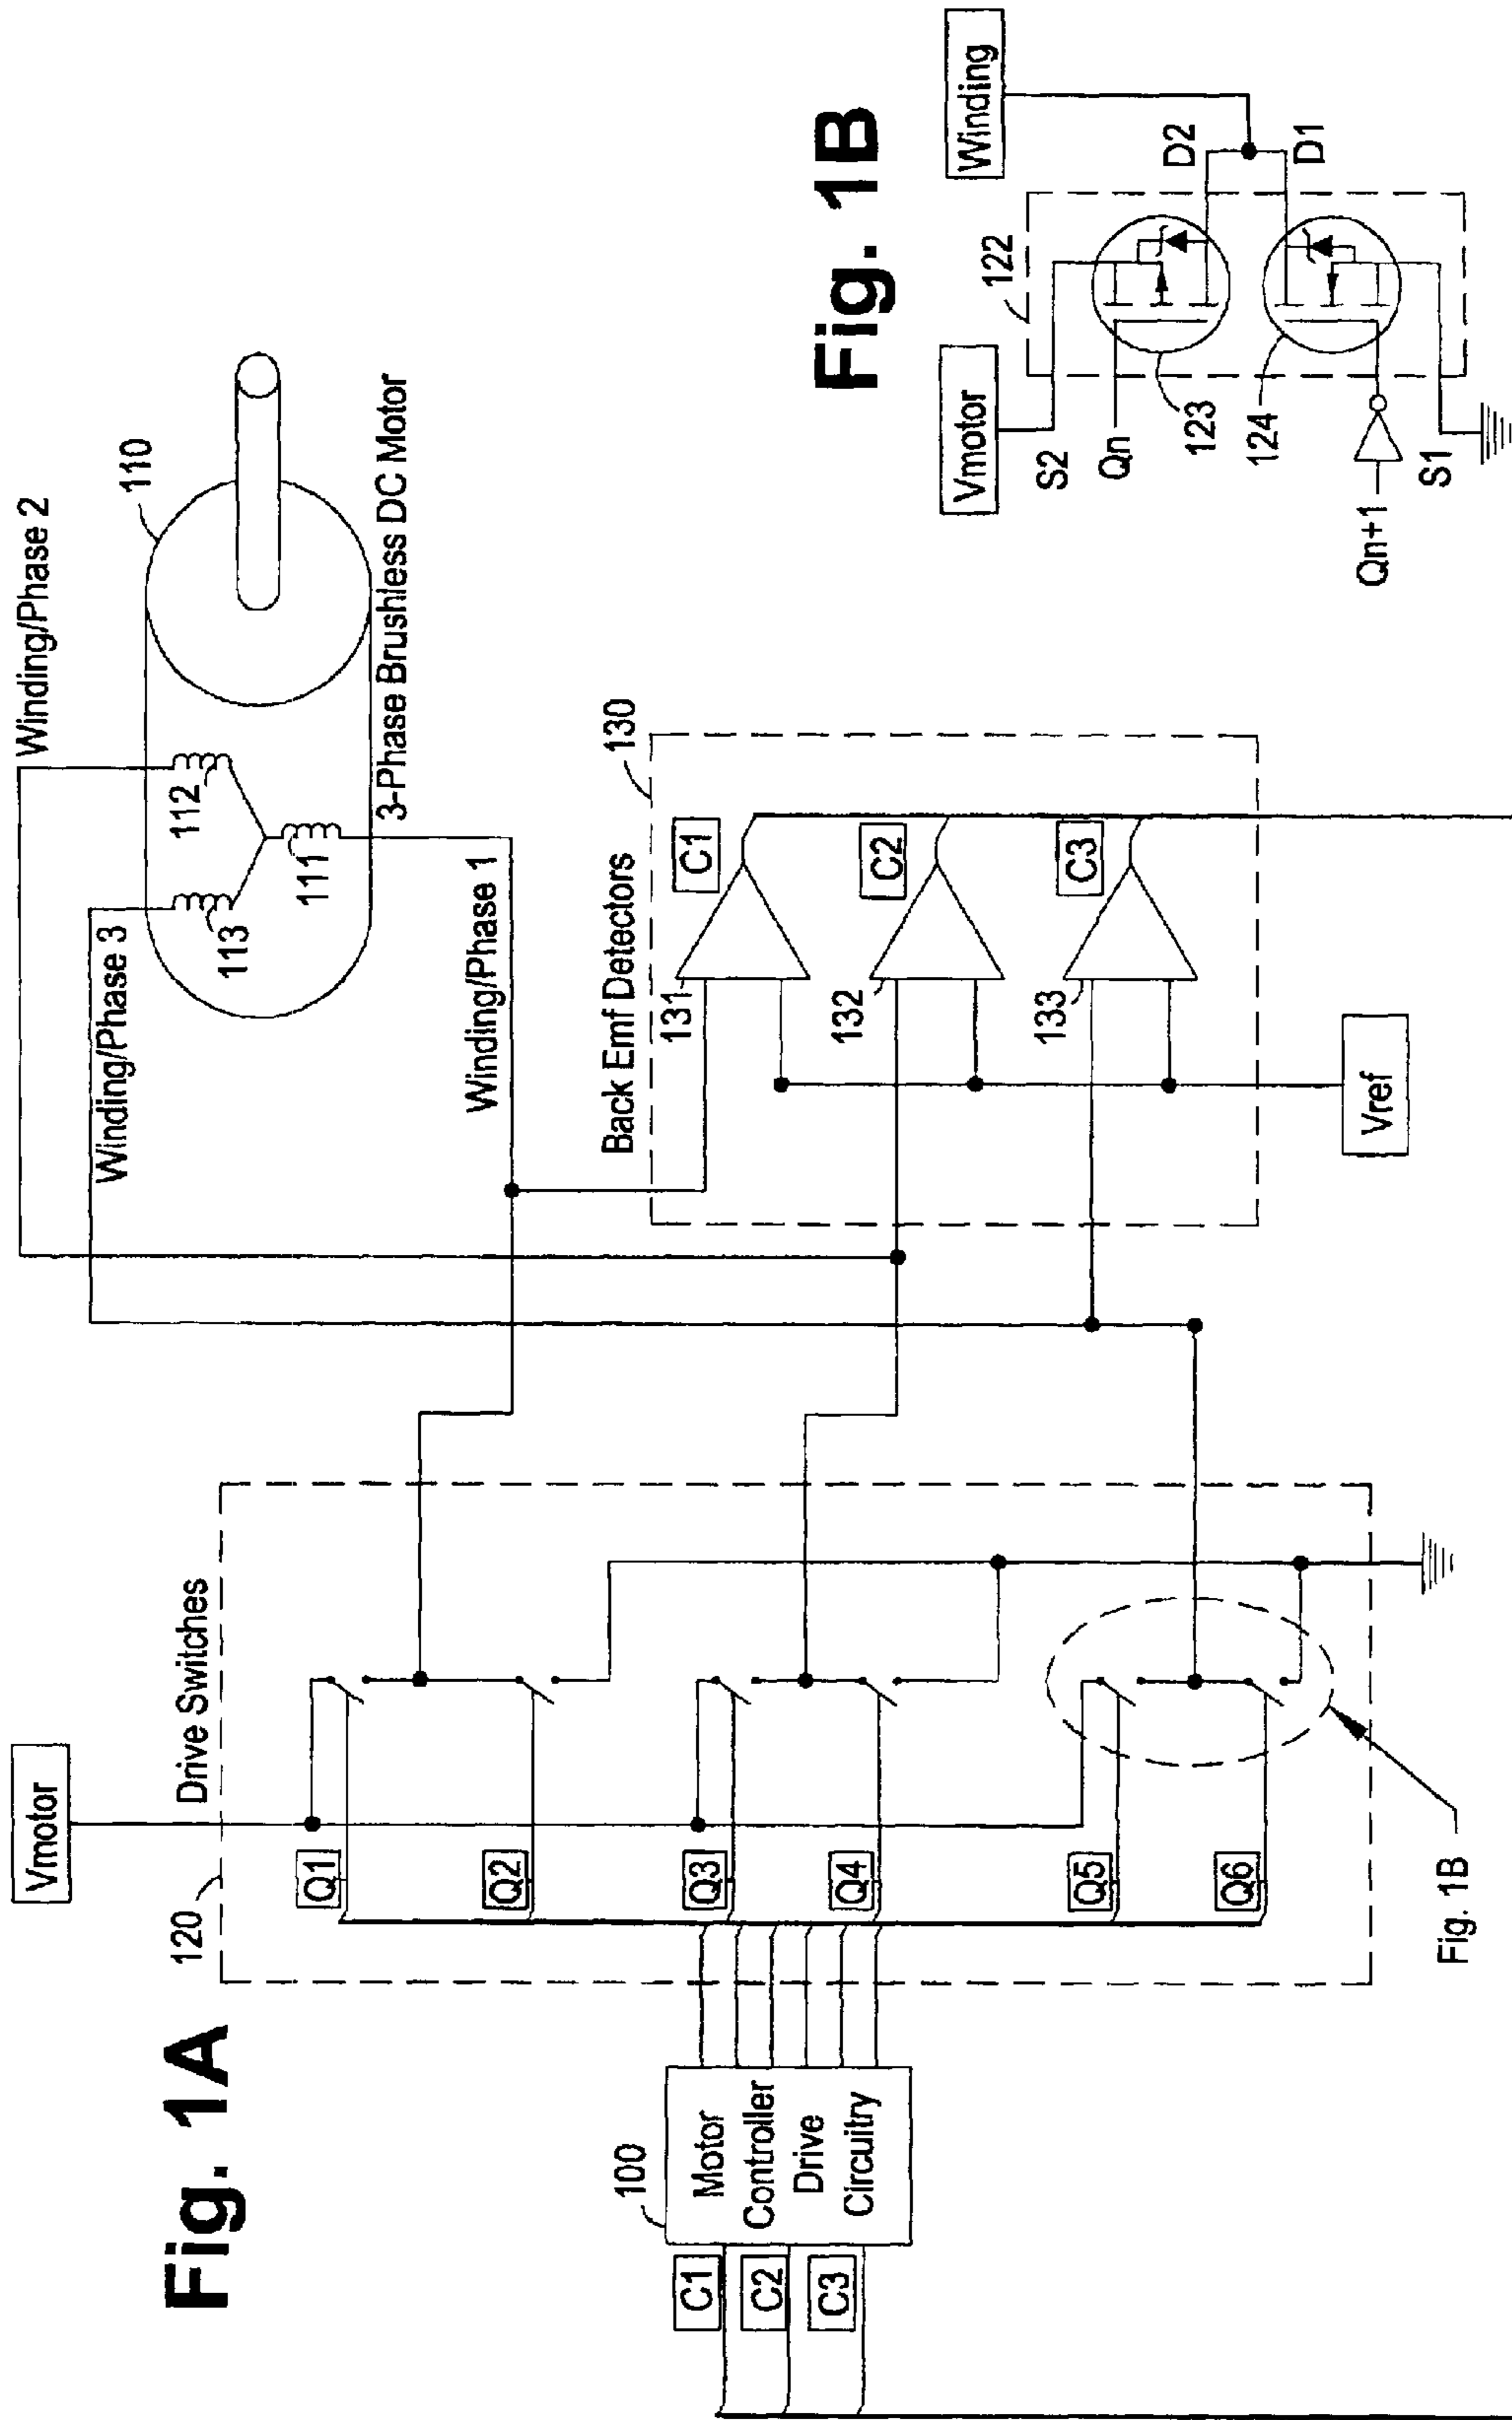 Fig. 1A
Vmotor
120
Drive Switches
Q1
Q2
Q3
Q4
Q5
Q6
Fig. 1B
100
Motor
Controller
Drive
Circuitry
C1
C2
C3
Winding/Phase 2
Winding/Phase 3
Winding/Phase 1
110
112
113
111
3-Phase Brushless DC Motor
Back Emf Detectors
130
131
C1
132
C2
133
C3
Vref
Fig. 1B
Vmotor
Winding
122
S2
Qn
123
D2
D1
124
Qn+1
S1